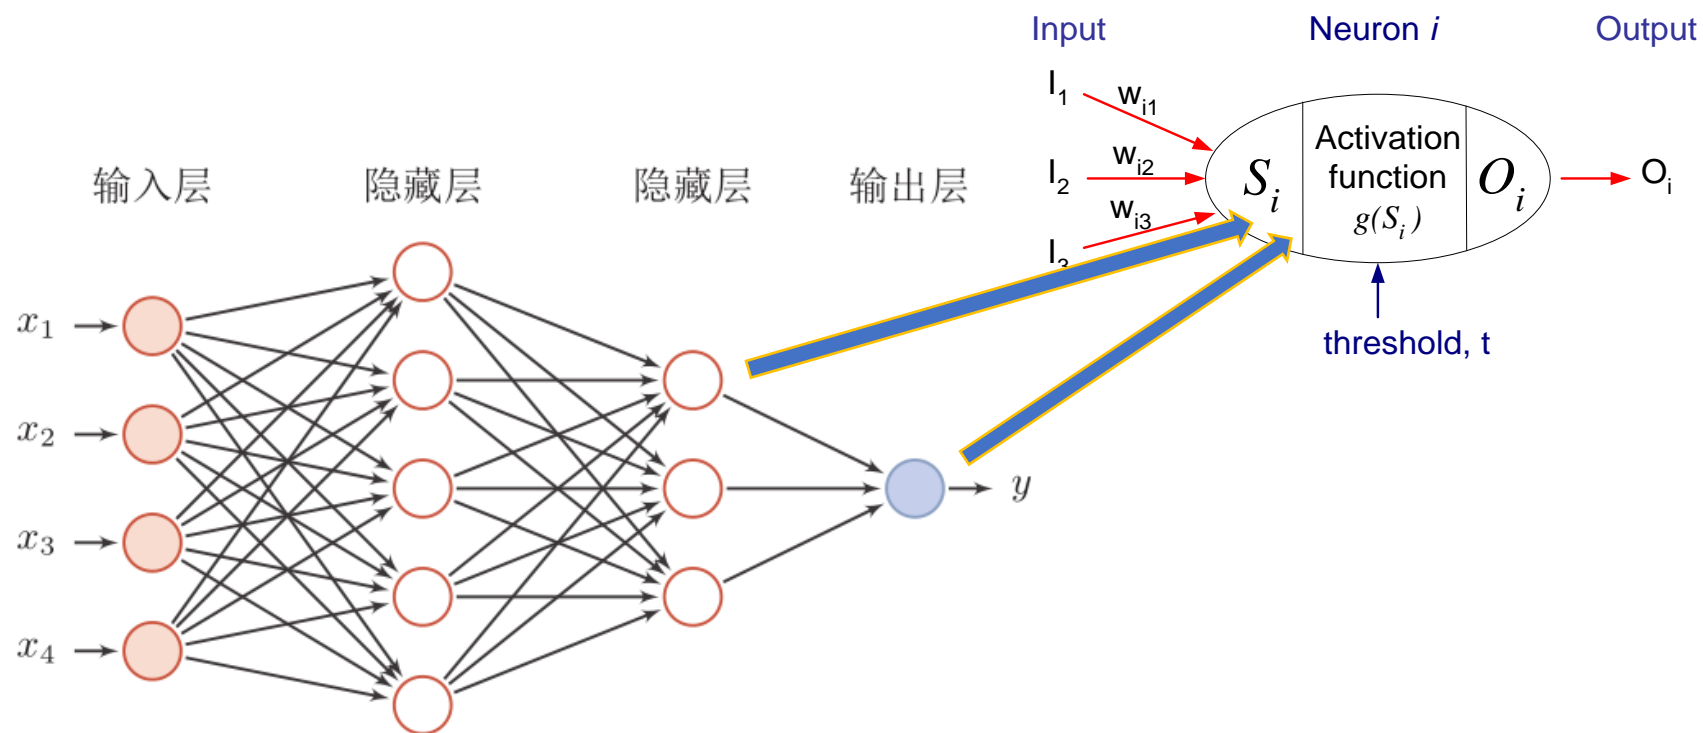 Input Neuron i Output
I1 wi1
I2 wi2
I3 wi3
Si
Activation
function
g(Si)
Oi
Oi
threshold, t
输入层 隐藏层 隐藏层 输出层
x1
x2
x3
x4
y